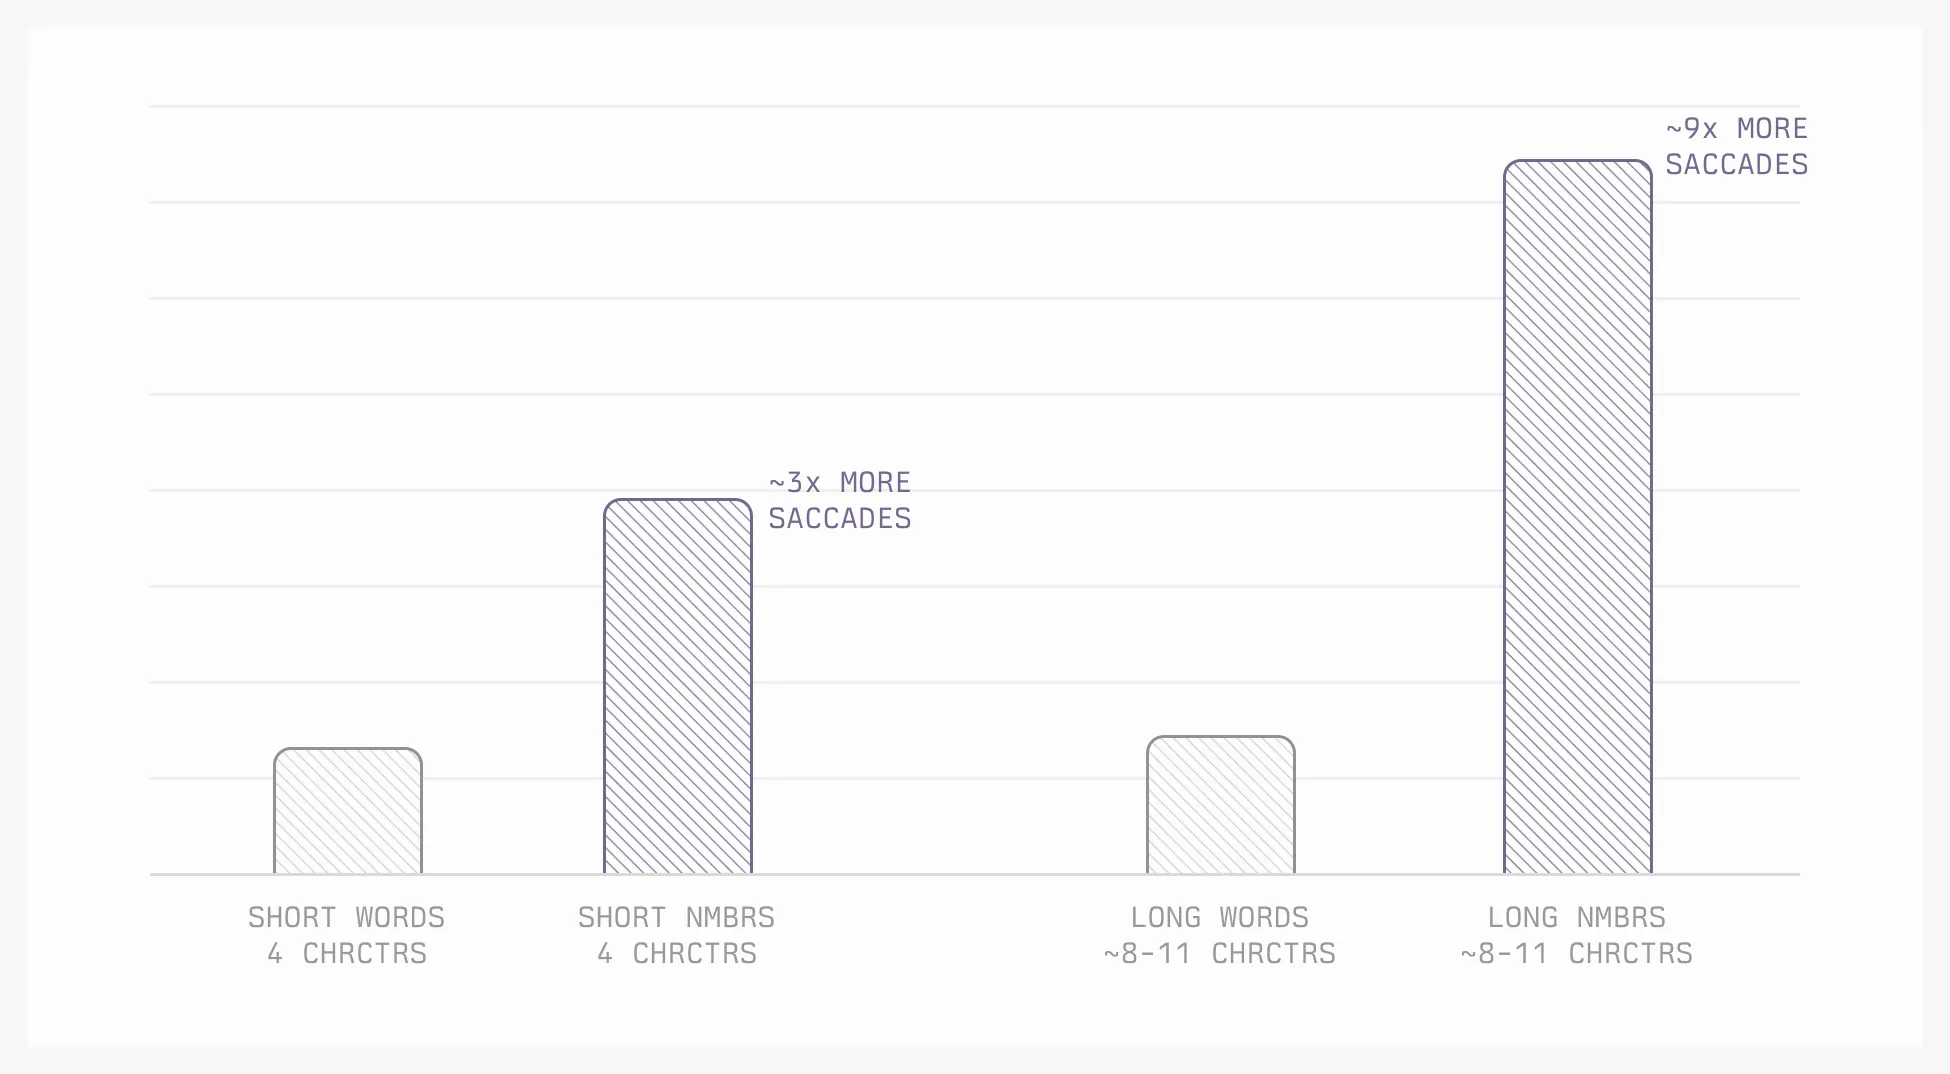 ~9x MORE
SACCADES
~3x MORE
SACCADES
SHORT WORDS
4 CHRCTRS
SHORT NMBRS
4 CHRCTRS
LONG WORDS
~8-11 CHRCTRS
LONG NMBRS
~8-11 CHRCTRS